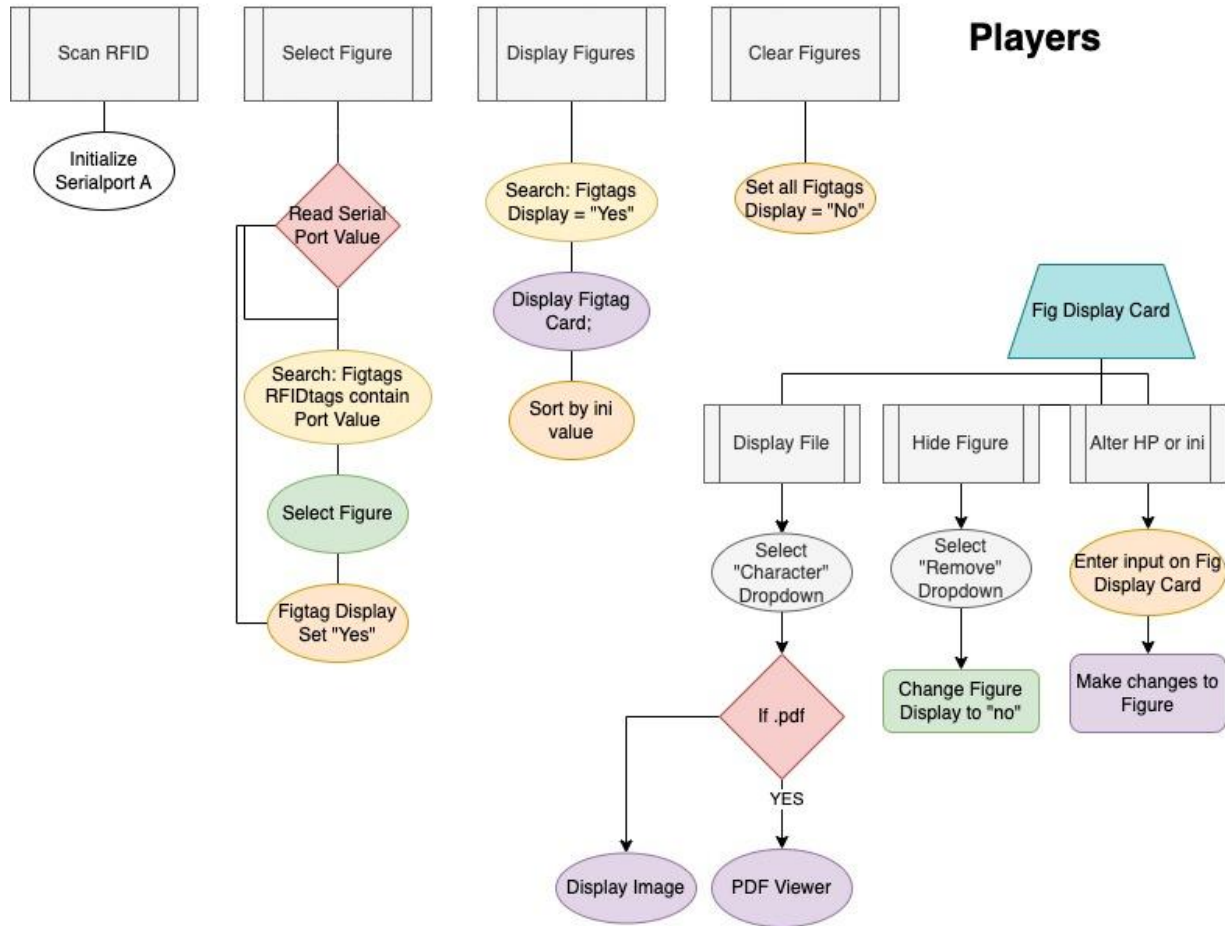 Players
Scan RFID
Initialize
Serialport A
Select Figure
Read Serial
Port Value
Search: Figtags
RFIDtags contain
Port Value
Select Figure
Figtag Display
Set "Yes"
Display Figures
Search: Figtags
Display = "Yes"
Display Figtag
Card;
Sort by ini
value
Clear Figures
Set all Figtags
Display = "No"
Fig Display Card
Display File
Select
"Character"
Dropdown
If .pdf
YES
Display Image
PDF Viewer
Hide Figure
Select
"Remove"
Dropdown
Change Figure
Display to "no"
Alter HP or ini
Enter input on Fig
Display Card
Make changes to
Figure